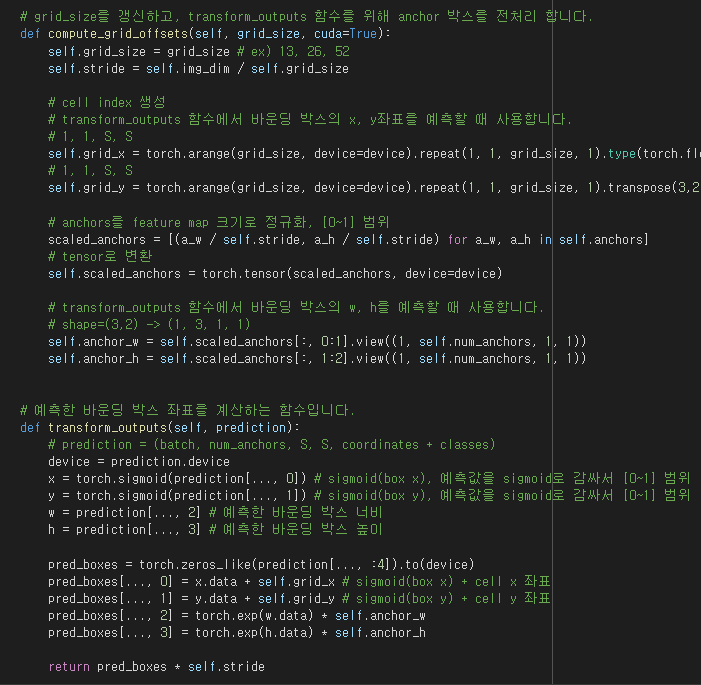 # grid_size를 갱신하고, transform_outputs 함수를 위해 anchor 박스를 전처리 합니다.
def compute_grid_offsets(self, grid_size, cuda=True):
    self.grid_size = grid_size # ex) 13, 26, 52
    self.stride = self.img_dim / self.grid_size

    # cell index 생성
    # transform_outputs 함수에서 바운딩 박스의 x, y좌표를 예측할 때 사용합니다.
    # 1, 1, S, S
    self.grid_x = torch.arange(grid_size, device=device).repeat(1, 1, grid_size, 1).type(torch.flo
    # 1, 1, S, S
    self.grid_y = torch.arange(grid_size, device=device).repeat(1, 1, grid_size, 1).transpose(3,2

    # anchors를 feature map 크기로 정규화, [0~1] 범위
    scaled_anchors = [(a_w / self.stride, a_h / self.stride) for a_w, a_h in self.anchors]
    # tensor로 변환
    self.scaled_anchors = torch.tensor(scaled_anchors, device=device)

    # transform_outputs 함수에서 바운딩 박스의 w, h를 예측할 때 사용합니다.
    # shape=(3,2) -> (1, 3, 1, 1)
    self.anchor_w = self.scaled_anchors[:, 0:1].view((1, self.num_anchors, 1, 1))
    self.anchor_h = self.scaled_anchors[:, 1:2].view((1, self.num_anchors, 1, 1))


# 예측한 바운딩 박스 좌표를 계산하는 함수입니다.
def transform_outputs(self, prediction):
    # prediction = (batch, num_anchors, S, S, coordinates + classes)
    device = prediction.device
    x = torch.sigmoid(prediction[..., 0]) # sigmoid(box x), 예측값을 sigmoid로 감싸서 [0~1] 범위
    y = torch.sigmoid(prediction[..., 1]) # sigmoid(box y), 예측값을 sigmoid로 감싸서 [0~1] 범위
    w = prediction[..., 2] # 예측한 바운딩 박스 너비
    h = prediction[..., 3] # 예측한 바운딩 박스 높이

    pred_boxes = torch.zeros_like(prediction[..., :4]).to(device)
    pred_boxes[..., 0] = x.data + self.grid_x # sigmoid(box x) + cell x 좌표
    pred_boxes[..., 1] = y.data + self.grid_y # sigmoid(box y) + cell y 좌표
    pred_boxes[..., 2] = torch.exp(w.data) * self.anchor_w
    pred_boxes[..., 3] = torch.exp(h.data) * self.anchor_h

    return pred_boxes * self.stride